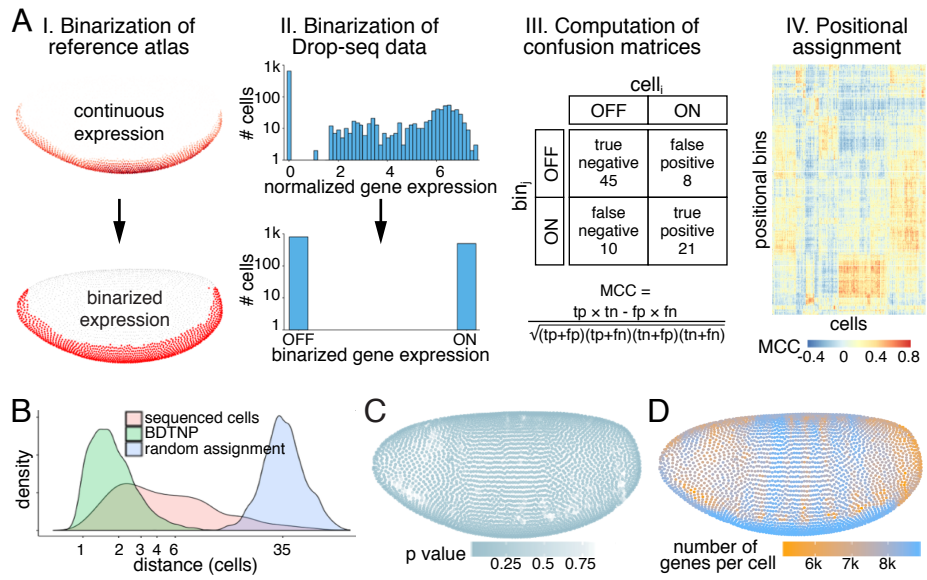 A
I. Binarization of
reference atlas
continuous
expression
binarized
expression
II. Binarization of
Drop-seq data
# cells
1k
100
10
1
0 2 4 6
normalized gene expression
# cells
1k
100
10
1
OFF ON
binarized gene expression
III. Computation of
confusion matrices
cell_i
OFF ON
bin_j
OFF
ON
true
negative
45
false
positive
8
false
negative
10
true
positive
21
MCC =
tp × tn - fp × fn
√(tp+fp)(tp+fn)(tn+fp)(tn+fn)
IV. Positional
assignment
positional bins
cells
MCC
-0.4 0 0.4 0.8
B
sequenced cells
BDTNP
random assignment
density
1 2 3 4 6 35
distance (cells)
C
p value
0.25 0.50 0.75
D
number of
genes per cell
6k 7k 8k